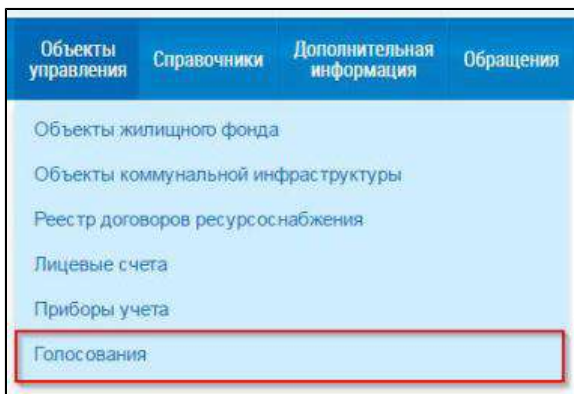 Объекты управления
Справочники
Дополнительная информация
Обращения
Объекты жилищного фонда
Объекты коммунальной инфраструктуры
Реестр договоров ресурсоснабжения
Лицевые счета
Приборы учета
Голосования